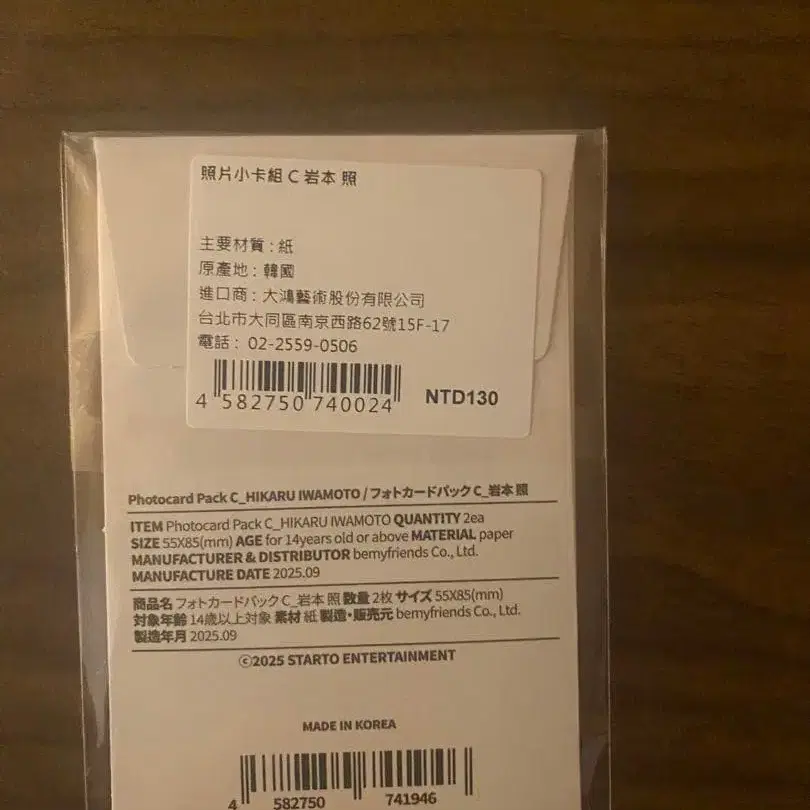 照片小卡組 C 岩本 照
主要材質 : 紙
原產地 : 韓國
進口商 : 大鴻藝術股份有限公司
台北市大同區南京西路62號15F-17
電話 : 02-2559-0506
4 582750 740024
NTD130
Photocard Pack C_HIKARU IWAMOTO / フォトカードパック C_岩本 照
ITEM Photocard Pack C_HIKARU IWAMOTO QUANTITY 2ea
SIZE 55X85(mm) AGE for 14years old or above MATERIAL paper
MANUFACTURER & DISTRIBUTOR bemyfriends Co., Ltd.
MANUFACTURE DATE 2025.09
商品名 フォトカードパック C_岩本 照 数量 2枚 サイズ 55X85(mm)
対象年齢 14歳以上対象 素材 紙 製造・販売元 bemyfriends Co., Ltd.
製造年月 2025.09
©2025 STARTO ENTERTAINMENT
MADE IN KOREA
4 582750 741946